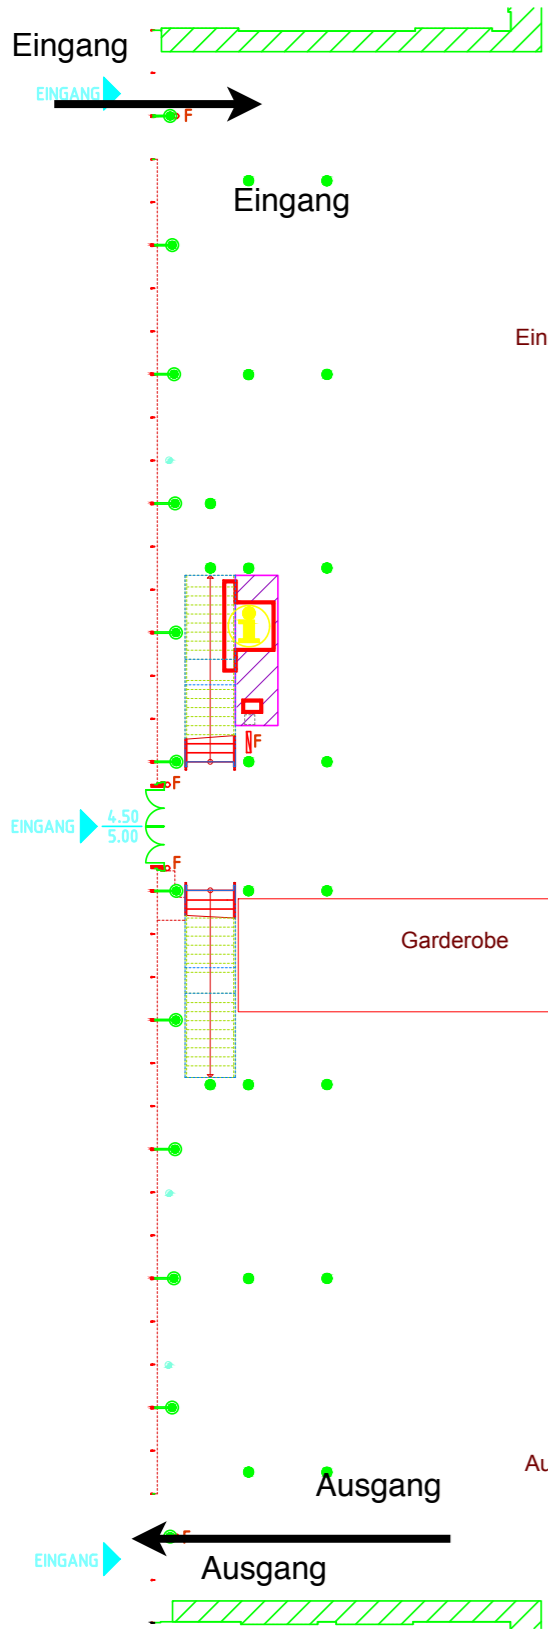 Eingang
EINGANG
F
Eingang
Ein
i
F
F
EINGANG
4.50
5.00
F
Garderobe
Au
Ausgang
F
EINGANG
Ausgang